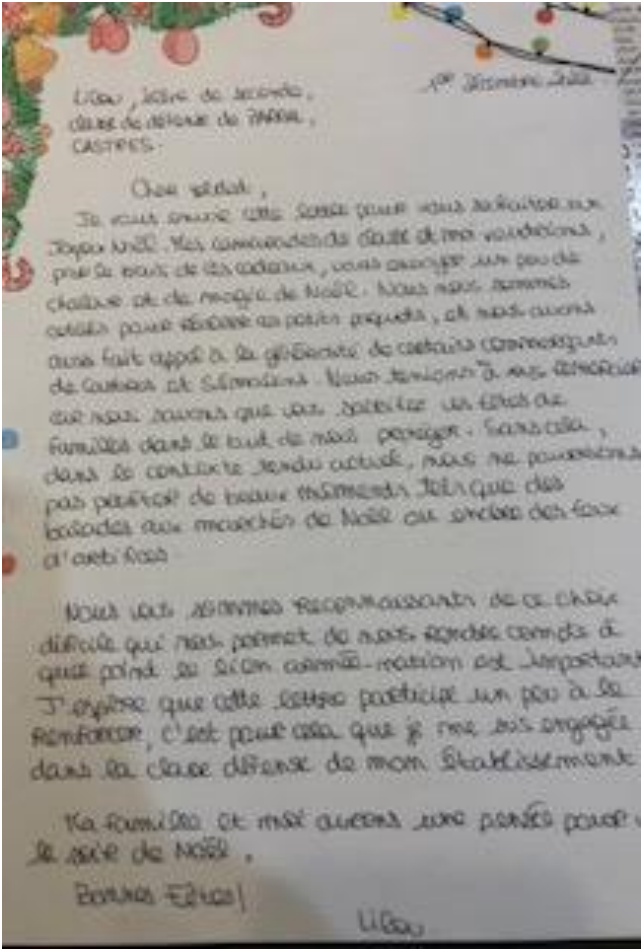 Lilou, élève de seconde,
1er Décembre
classe de défense de BARRAL,
CASTRES.
Cher soldat,
Je vous envoie cette lettre pour vous souhaiter un
Joyeux Noël. Mes camarades de classe et moi voudrions,
par le biais de ces cadeaux, vous envoyer un peu de
chaleur et de magie de Noël. Nous nous sommes
cotisés pour réaliser ces petits paquets, et nous avons
aussi fait appel à la générosité de certains commerçants
de Castres et Sémalens. Nous tenions à vous remercier
car nous savons que vous sacrifiez vos fêtes de
familles dans le but de nous protéger. Sans cela,
dans le contexte tendu actuel, nous ne pourrions
pas profiter de beaux moments tels que des
balades aux marchés de Noël ou encore des feux
d'artifices
Nous vous sommes reconnaissants de ce choix
difficile qui nous permet de nous rendre compte à
quel point le lien armée-nation est important
J'espère que cette lettre participe un peu à le
renforcer, c'est pour cela que je me suis engagée
dans la classe défense de mon établissement
Ma famille et moi aurons une pensée pour
le soir de Noël.
Bonnes Fêtes!
Lilou